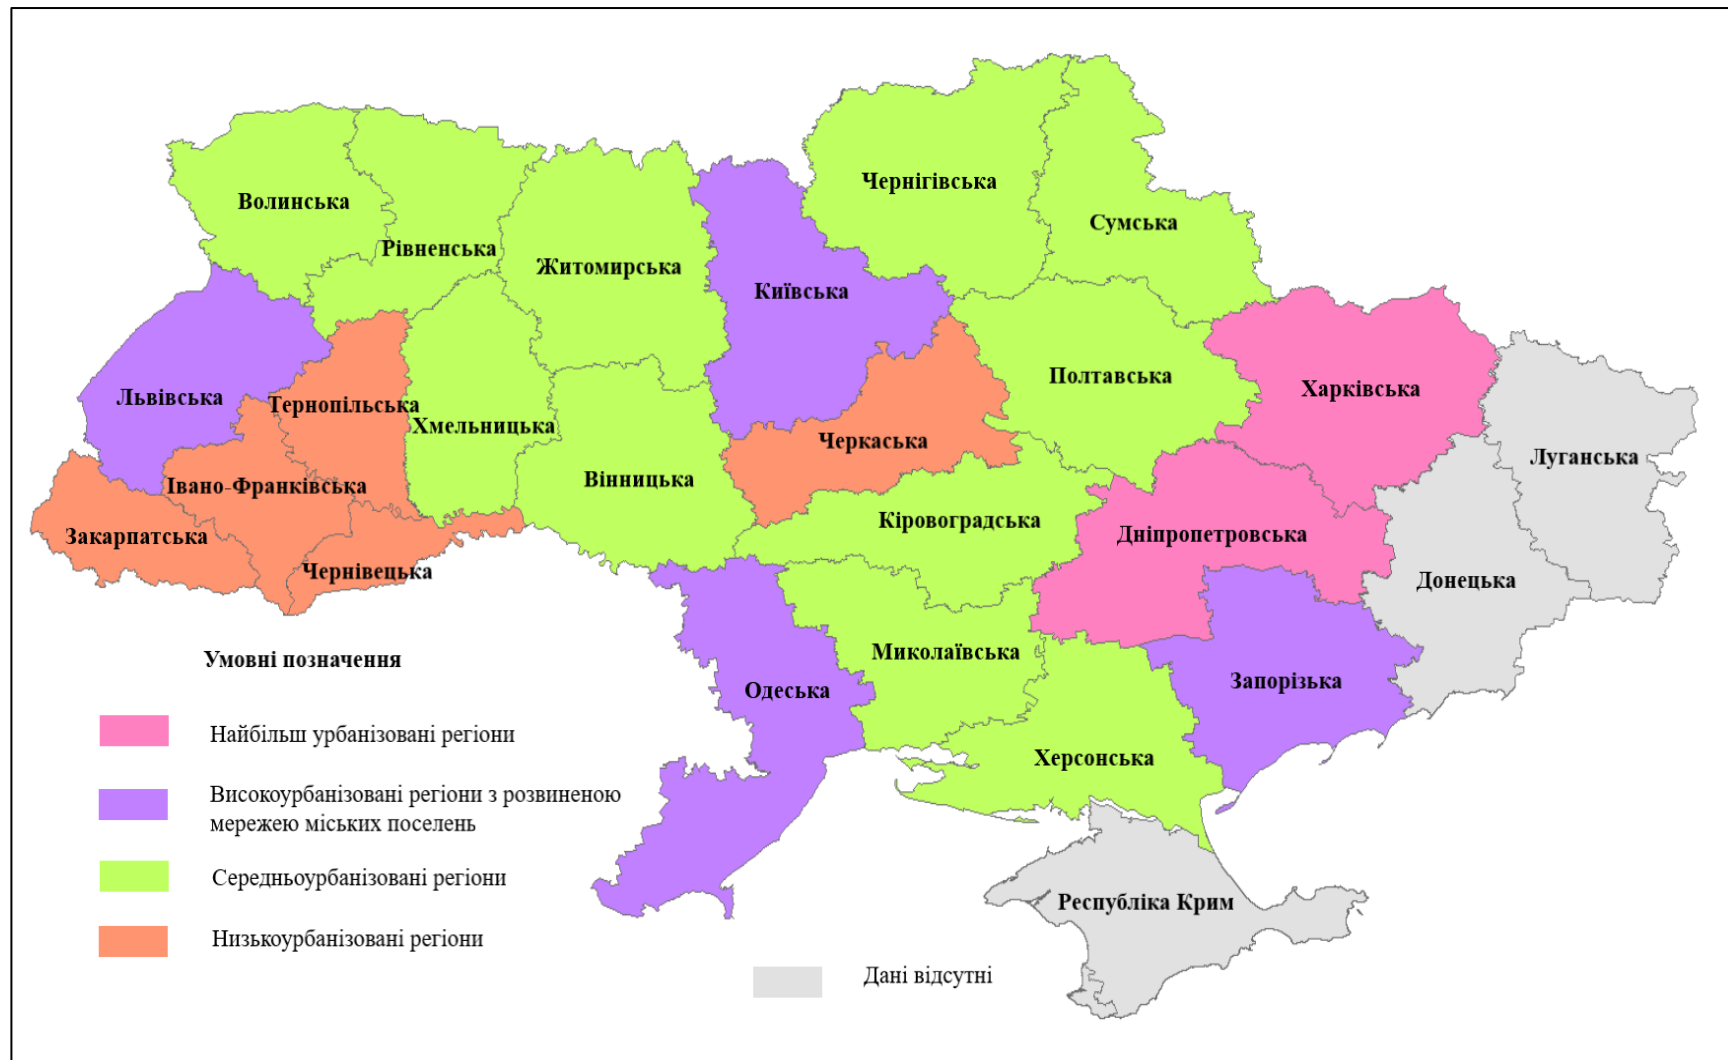 Чернігівська
Волинська
Сумська
Рівненська
Житомирська
Київська
Полтавська
Харківська
Львівська
Тернопільська
Хмельницька
Черкаська
Луганська
Вінницька
Івано-Франківська
Кіровоградська
Закарпатська
Дніпропетровська
Чернівецька
Донецька
Миколаївська
Одеська
Запорізька
Херсонська
Республіка Крим
Умовні позначення
Найбільш урбанізовані регіони
Високоурбанізовані регіони з розвиненою
мережею міських поселень
Середньоурбанізовані регіони
Низькоурбанізовані регіони
Дані відсутні